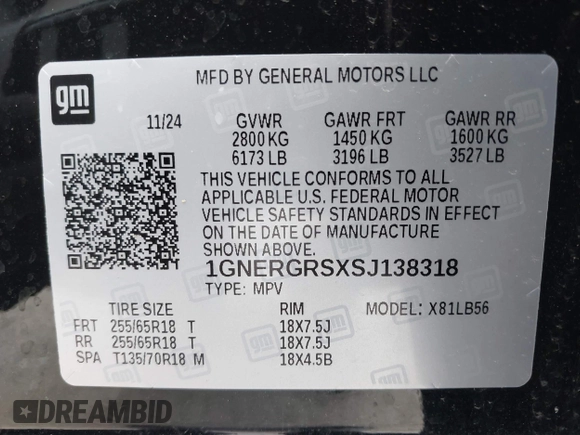 gm
MFD BY GENERAL MOTORS LLC
11/24 GVWR GAWR FRT GAWR RR
2800 KG 1450 KG 1600 KG
6173 LB 3196 LB 3527 LB
THIS VEHICLE CONFORMS TO ALL
APPLICABLE U.S. FEDERAL MOTOR
VEHICLE SAFETY STANDARDS IN EFFECT
ON THE DATE OF MANUFACTURE
SHOWN ABOVE.
1GNERGRSXSJ138318
TYPE: MPV MODEL: X81LB56
TIRE SIZE RIM
FRT 255/65R18 T 18X7.5J
RR 255/65R18 T 18X7.5J
SPA T135/70R18 M 18X4.5B
DREAMBID